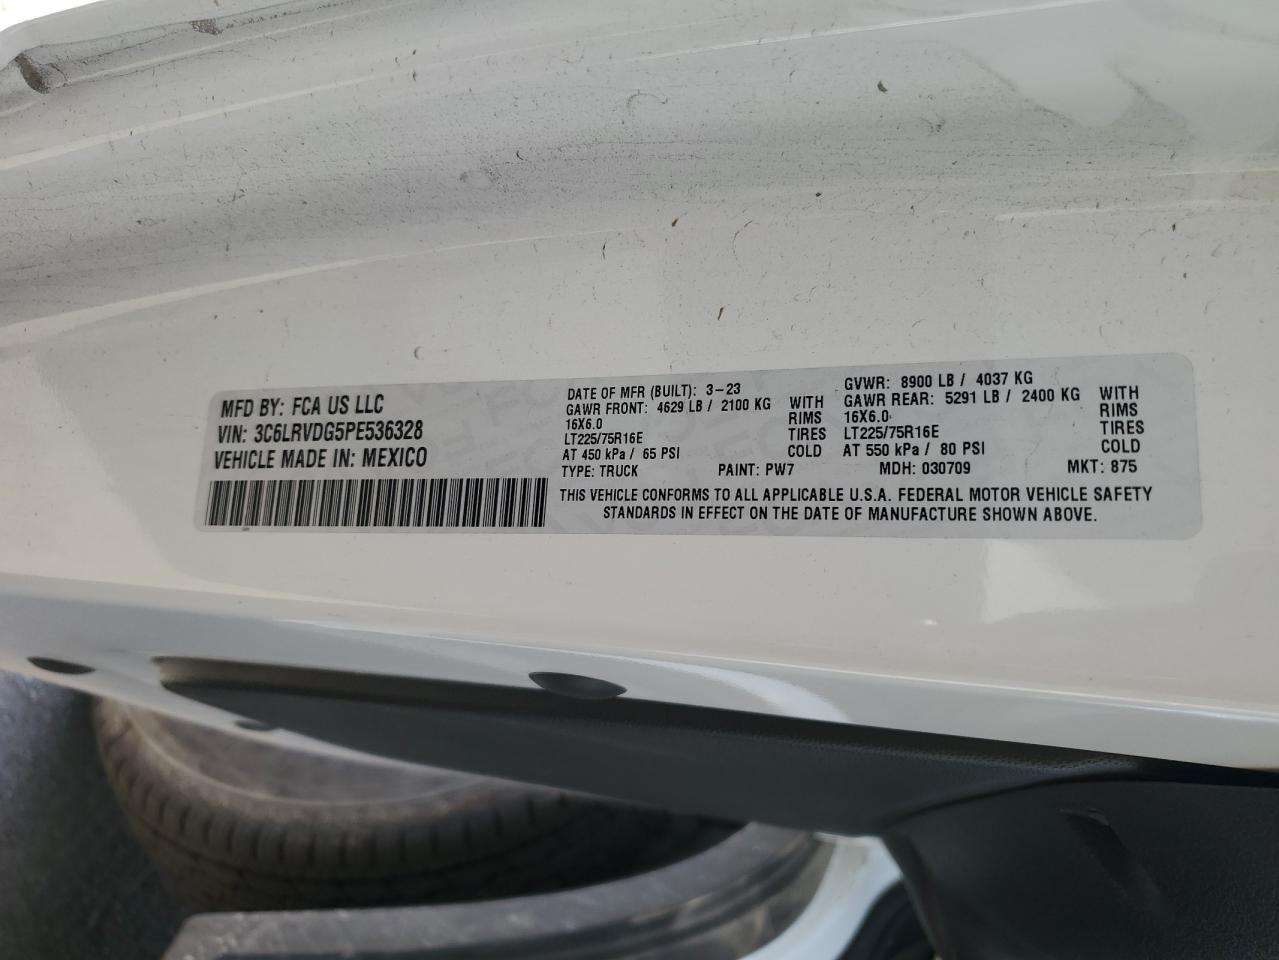 MFD BY: FCA US LLC
VIN: 3C6LRVDG5PE536328
VEHICLE MADE IN: MEXICO
DATE OF MFR (BUILT): 3-23
GAWR FRONT: 4629 LB / 2100 KG WITH
16X6.0 RIMS
LT225/75R16E TIRES
AT 450 kPa / 65 PSI COLD
GVWR: 8900 LB / 4037 KG
GAWR REAR: 5291 LB / 2400 KG WITH
16X6.0 RIMS
LT225/75R16E TIRES
AT 550 kPa / 80 PSI COLD
TYPE: TRUCK PAINT: PW7 MDH: 030709 MKT: 875
THIS VEHICLE CONFORMS TO ALL APPLICABLE U.S.A. FEDERAL MOTOR VEHICLE SAFETY
STANDARDS IN EFFECT ON THE DATE OF MANUFACTURE SHOWN ABOVE.